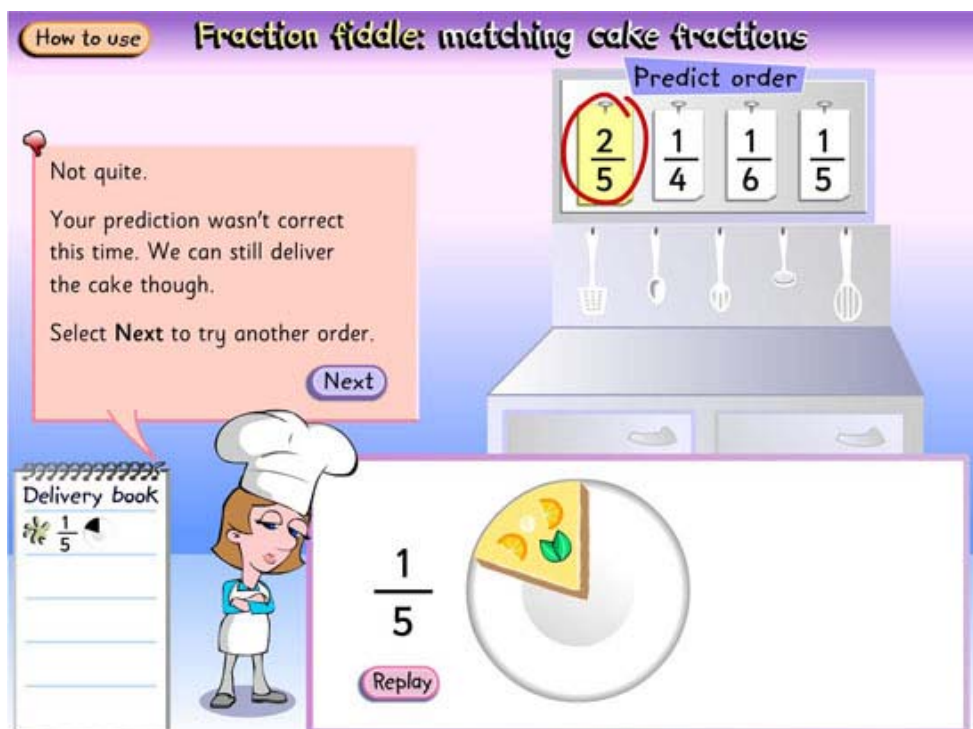 How to use
Fraction fiddle: matching cake fractions
Predict order
2/5 1/4 1/6 1/5
Not quite.
Your prediction wasn't correct
this time. We can still deliver
the cake though.
Select Next to try another order.
Next
Delivery book
1/5
1/5
Replay